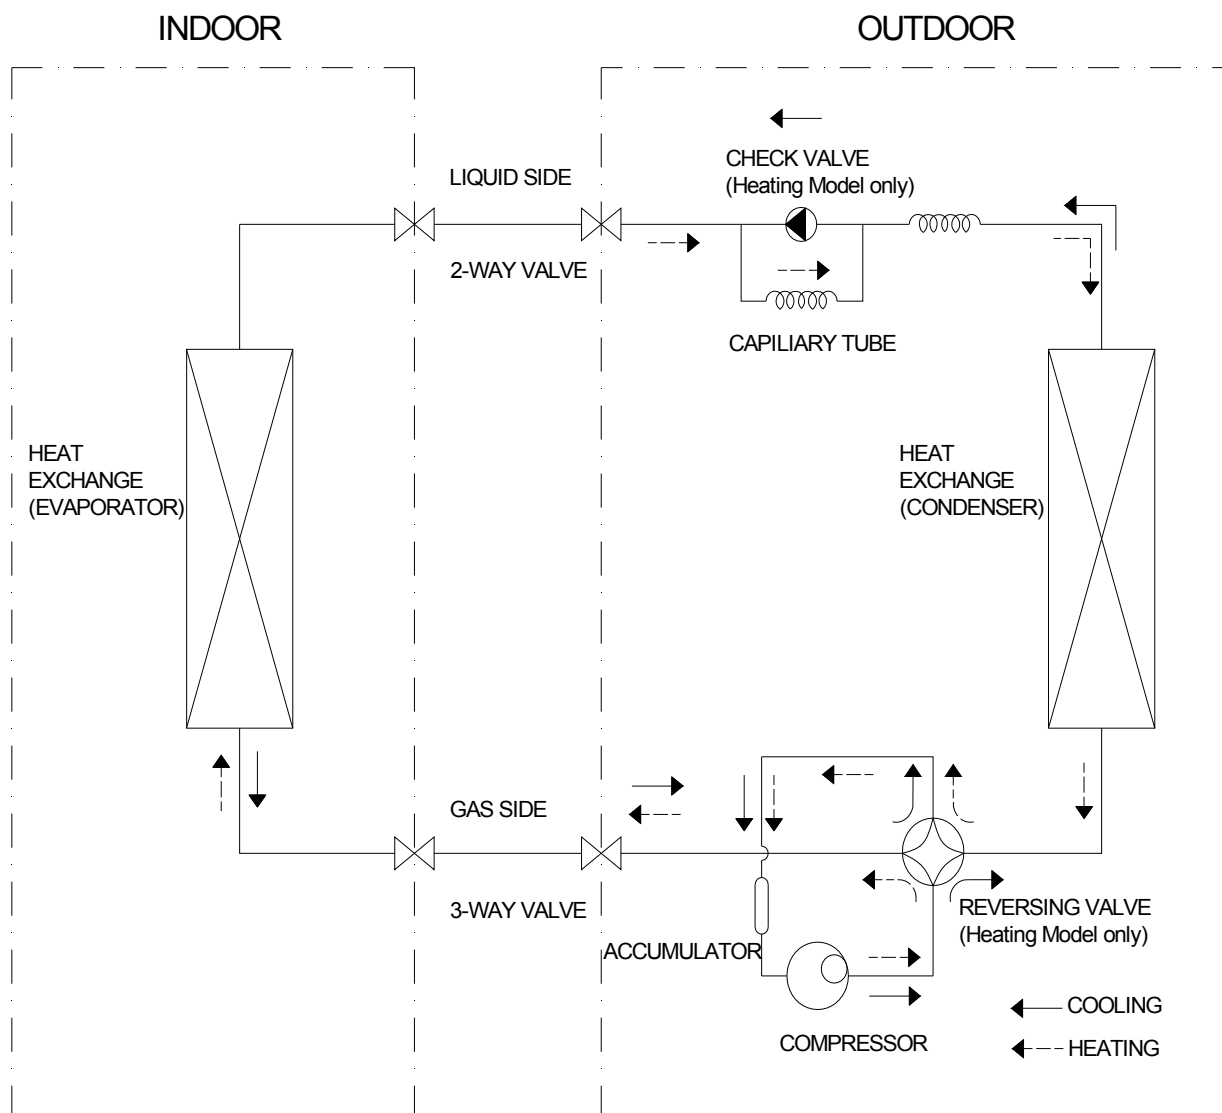 INDOOR
OUTDOOR
CHECK VALVE
(Heating Model only)
LIQUID SIDE
2-WAY VALVE
CAPILIARY TUBE
HEAT
EXCHANGE
(EVAPORATOR)
HEAT
EXCHANGE
(CONDENSER)
GAS SIDE
3-WAY VALVE
REVERSING VALVE
(Heating Model only)
ACCUMULATOR
COMPRESSOR
COOLING
HEATING